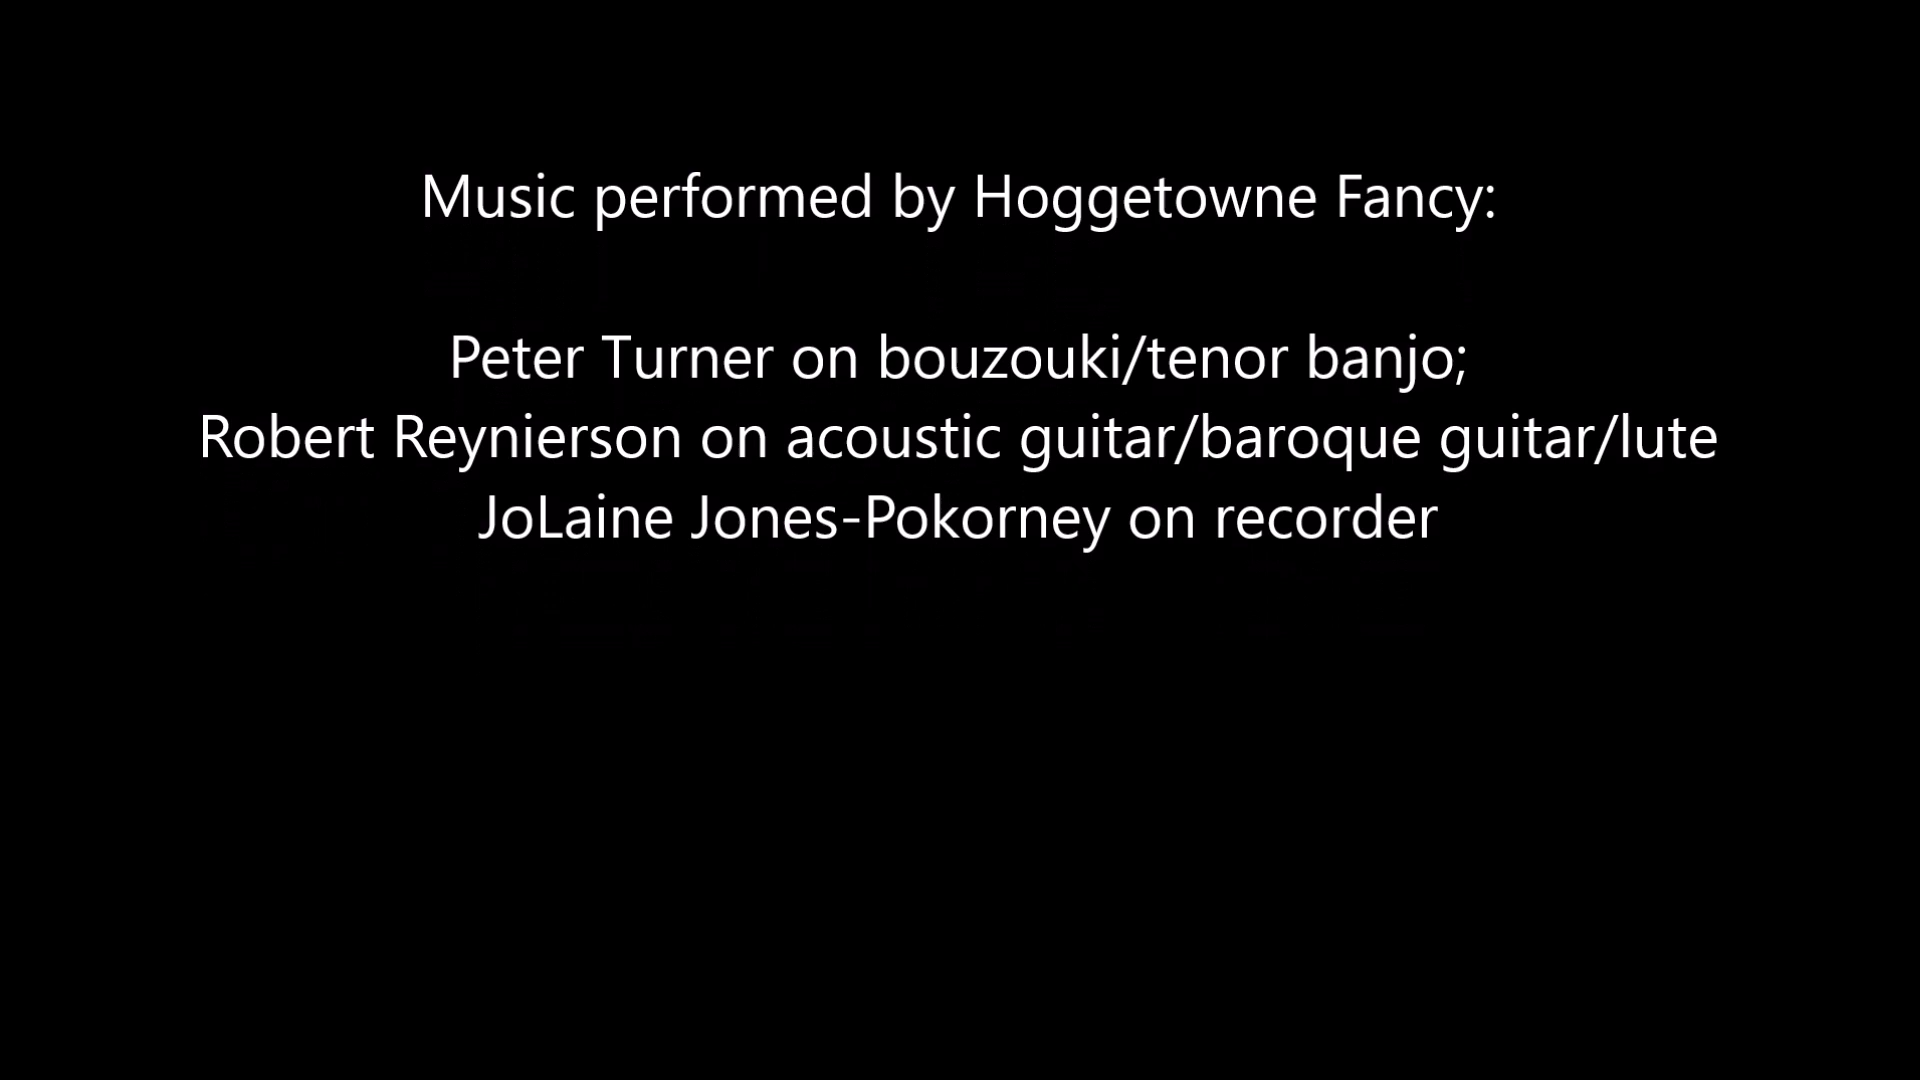 Music performed by Hoggetowne Fancy:
Peter Turner on bouzouki/tenor banjo;
Robert Reynierson on acoustic guitar/baroque guitar/lute
JoLaine Jones-Pokorney on recorder